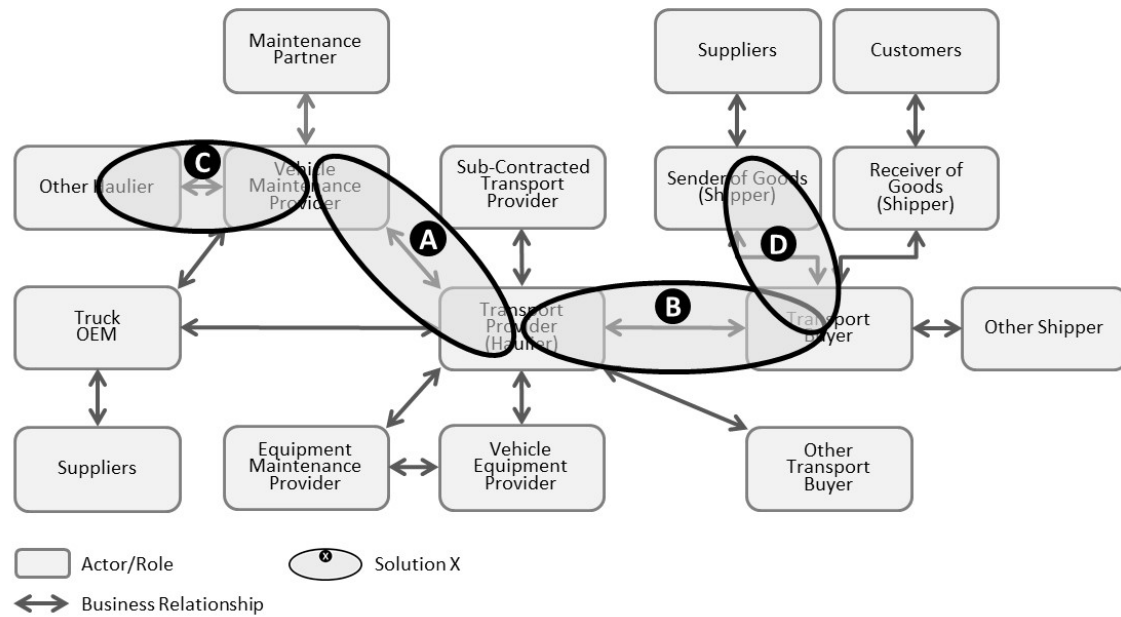 Maintenance
Partner
Suppliers
Customers
Other Haulier
C
Vehicle
Maintenance
Provider
Sub-Contracted
Transport
Provider
Sender of Goods
(Shipper)
Receiver of
Goods
(Shipper)
A
D
Truck
OEM
Transport
Provider
(Haulier)
B
Transport
Buyer
Other Shipper
Suppliers
Equipment
Maintenance
Provider
Vehicle
Equipment
Provider
Other
Transport
Buyer
Actor/Role
X
Solution X
Business Relationship